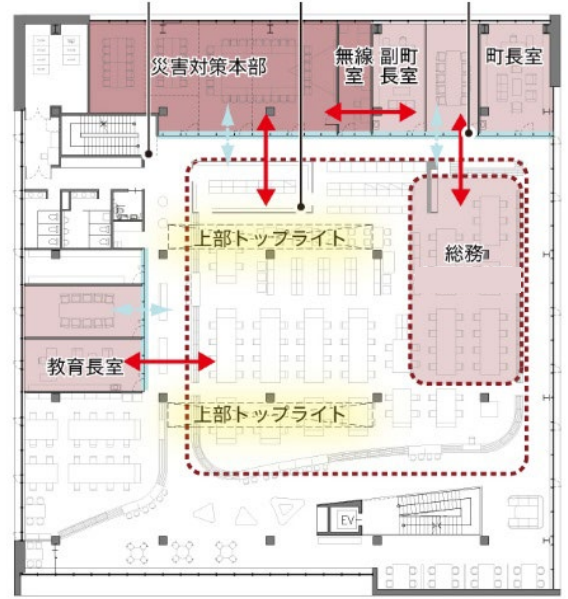 災害対策本部
無線室
副町長室
町長室
上部トップライト
総務
教育長室
上部トップライト
EV